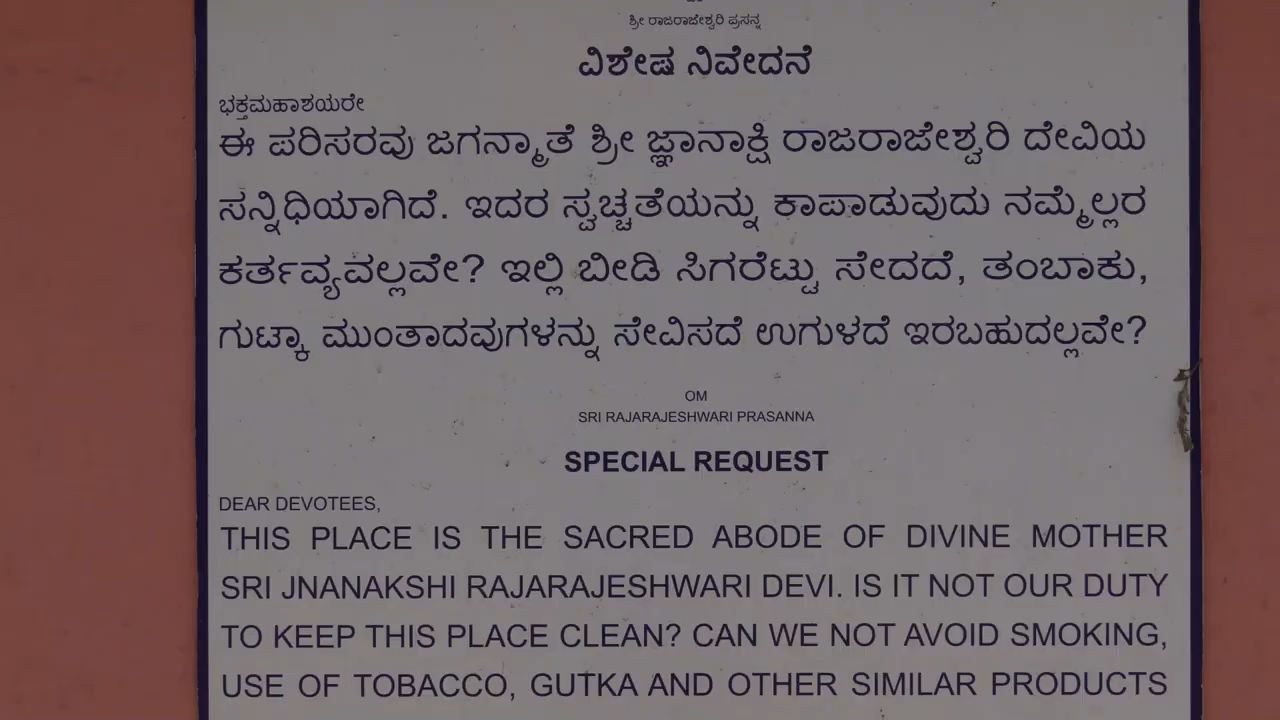 ಶ್ರೀ ರಾಜರಾಜೇಶ್ವರಿ ಪ್ರಸನ್ನ
ವಿಶೇಷ ನಿವೇದನೆ
ಭಕ್ತಮಹಾಶಯರೇ
ಈ ಪರಿಸರವು ಜಗನ್ಮಾತೆ ಶ್ರೀ ಜ್ಞಾನಾಕ್ಷಿ ರಾಜರಾಜೇಶ್ವರಿ ದೇವಿಯ
ಸನ್ನಿಧಿಯಾಗಿದೆ. ಇದರ ಸ್ವಚ್ಚತೆಯನ್ನು ಕಾಪಾಡುವುದು ನಮ್ಮೆಲ್ಲರ
ಕರ್ತವ್ಯವಲ್ಲವೇ? ಇಲ್ಲಿ ಬೀಡಿ ಸಿಗರೆಟ್ಟು ಸೇದದೆ, ತಂಬಾಕು,
ಗುಟ್ಕಾ ಮುಂತಾದವುಗಳನ್ನು ಸೇವಿಸದೆ ಉಗುಳದೆ ಇರಬಹುದಲ್ಲವೇ?
OM
SRI RAJARAJESHWARI PRASANNA
SPECIAL REQUEST
DEAR DEVOTEES,
THIS PLACE IS THE SACRED ABODE OF DIVINE MOTHER
SRI JNANAKSHI RAJARAJESHWARI DEVI. IS IT NOT OUR DUTY
TO KEEP THIS PLACE CLEAN? CAN WE NOT AVOID SMOKING,
USE OF TOBACCO, GUTKA AND OTHER SIMILAR PRODUCTS